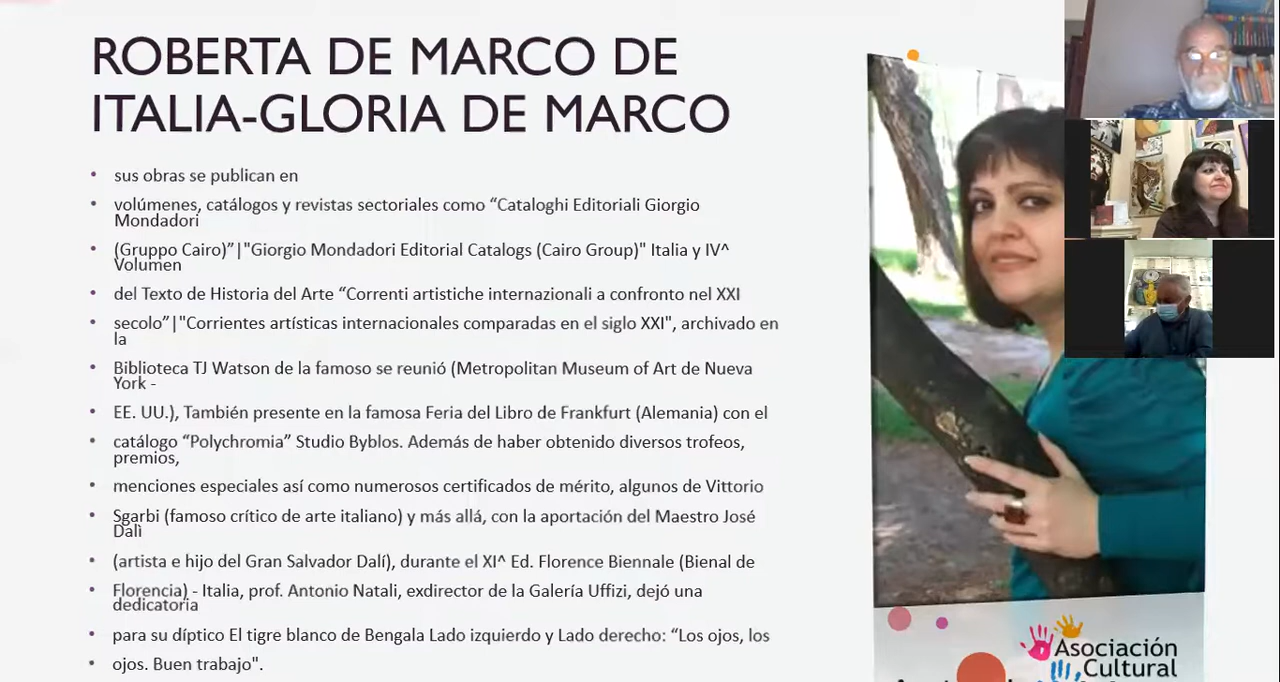 ROBERTA DE MARCO DE
ITALIA-GLORIA DE MARCO
• sus obras se publican en
• volúmenes, catálogos y revistas sectoriales como “Cataloghi Editoriali Giorgio
Mondadori
• (Gruppo Cairo)”|"Giorgio Mondadori Editorial Catalogs (Cairo Group)" Italia y IV^
Volumen
• del Texto de Historia del Arte “Correnti artistiche internazionali a confronto nel XXI
• secolo”|"Corrientes artísticas internacionales comparadas en el siglo XXI", archivado en
la
• Biblioteca TJ Watson de la famoso se reunió (Metropolitan Museum of Art de Nueva
York -
• EE. UU.), También presente en la famosa Feria del Libro de Frankfurt (Alemania) con el
• catálogo “Polychromia” Studio Byblos. Además de haber obtenido diversos trofeos,
premios,
• menciones especiales así como numerosos certificados de mérito, algunos de Vittorio
• Sgarbi (famoso crítico de arte italiano) y más allá, con la aportación del Maestro José
Dalì
• (artista e hijo del Gran Salvador Dalí), durante el XI^ Ed. Florence Biennale (Bienal de
• Florencia) - Italia, prof. Antonio Natali, exdirector de la Galería Uffizi, dejó una
dedicatoria
• para su díptico El tigre blanco de Bengala Lado izquierdo y Lado derecho: “Los ojos, los
• ojos. Buen trabajo".
Asociación
Cultural